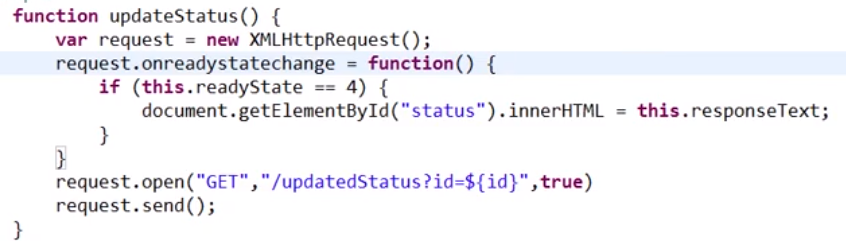 function updateStatus() {
    var request = new XMLHttpRequest();
    request.onreadystatechange = function() {
        if (this.readyState == 4) {
            document.getElementById("status").innerHTML = this.responseText;
        }
    }
    request.open("GET","/updatedStatus?id=${id}",true)
    request.send();
}